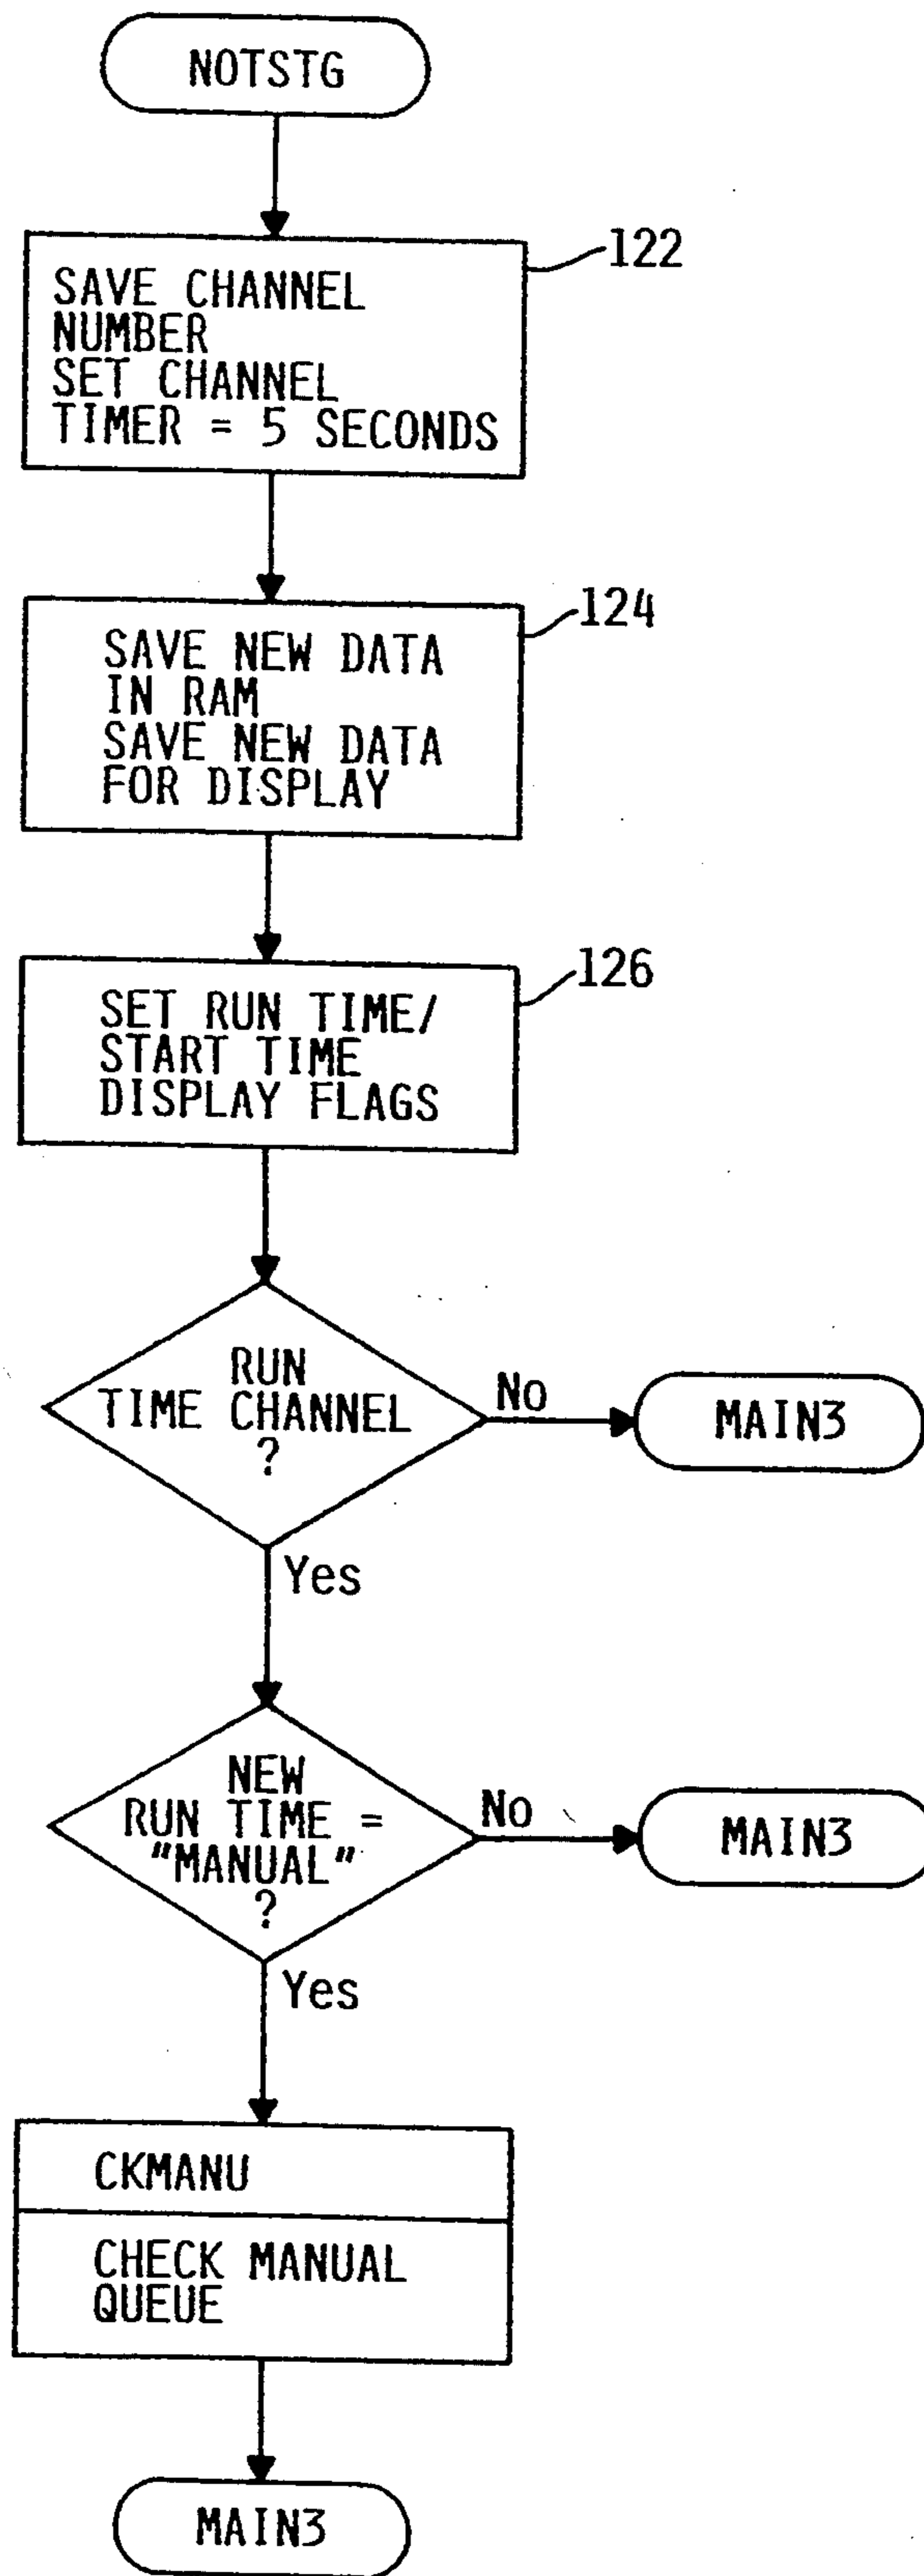 NOTSTG
122
SAVE CHANNEL
NUMBER
SET CHANNEL
TIMER = 5 SECONDS
124
SAVE NEW DATA
IN RAM
SAVE NEW DATA
FOR DISPLAY
126
SET RUN TIME/
START TIME
DISPLAY FLAGS
RUN
TIME CHANNEL
?
No
MAIN3
Yes
NEW
RUN TIME =
"MANUAL"
?
No
MAIN3
Yes
CKMANU
CHECK MANUAL
QUEUE
MAIN3